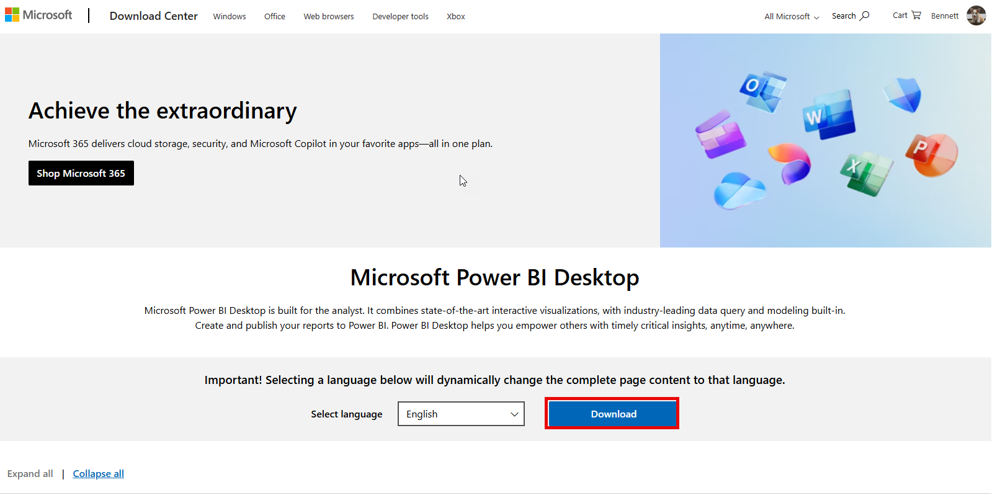 Microsoft
Download Center
Windows
Office
Web browsers
Developer tools
Xbox
All Microsoft
Search
Cart
Bennett
Achieve the extraordinary
Microsoft 365 delivers cloud storage, security, and Microsoft Copilot in your favorite apps—all in one plan.
Shop Microsoft 365
O
W
P
X
Microsoft Power BI Desktop
Microsoft Power BI Desktop is built for the analyst. It combines state-of-the-art interactive visualizations, with industry-leading data query and modeling built-in.
Create and publish your reports to Power BI. Power BI Desktop helps you empower others with timely critical insights, anytime, anywhere.
Important! Selecting a language below will dynamically change the complete page content to that language.
Select language
English
Download
Expand all | Collapse all